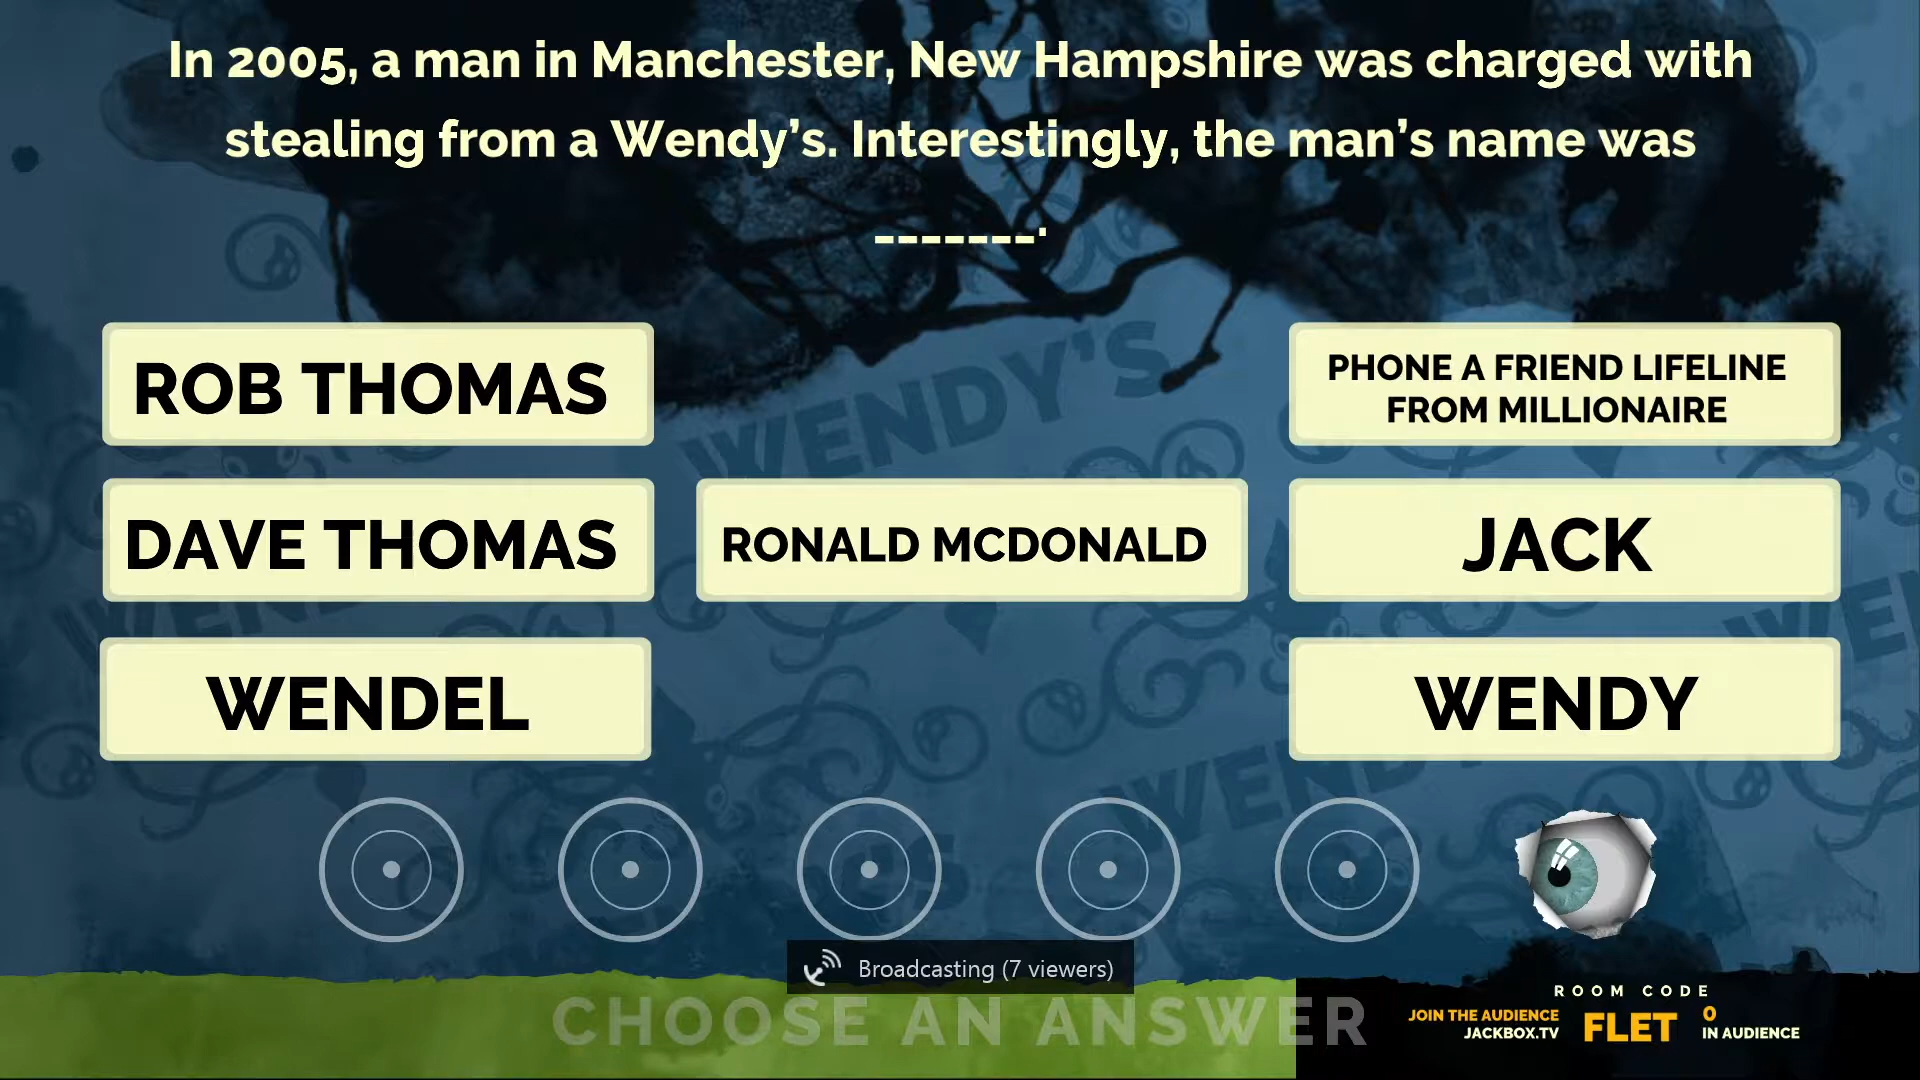 In 2005, a man in Manchester, New Hampshire was charged with
stealing from a Wendy's. Interestingly, the man's name was
_______.
ROB THOMAS
PHONE A FRIEND LIFELINE
FROM MILLIONAIRE
DAVE THOMAS
RONALD MCDONALD
JACK
WENDEL
WENDY
WENDY'S
Broadcasting (7 viewers)
CHOOSE AN ANSWER
ROOM CODE
JOIN THE AUDIENCE
JACKBOX.TV
FLET
0
IN AUDIENCE